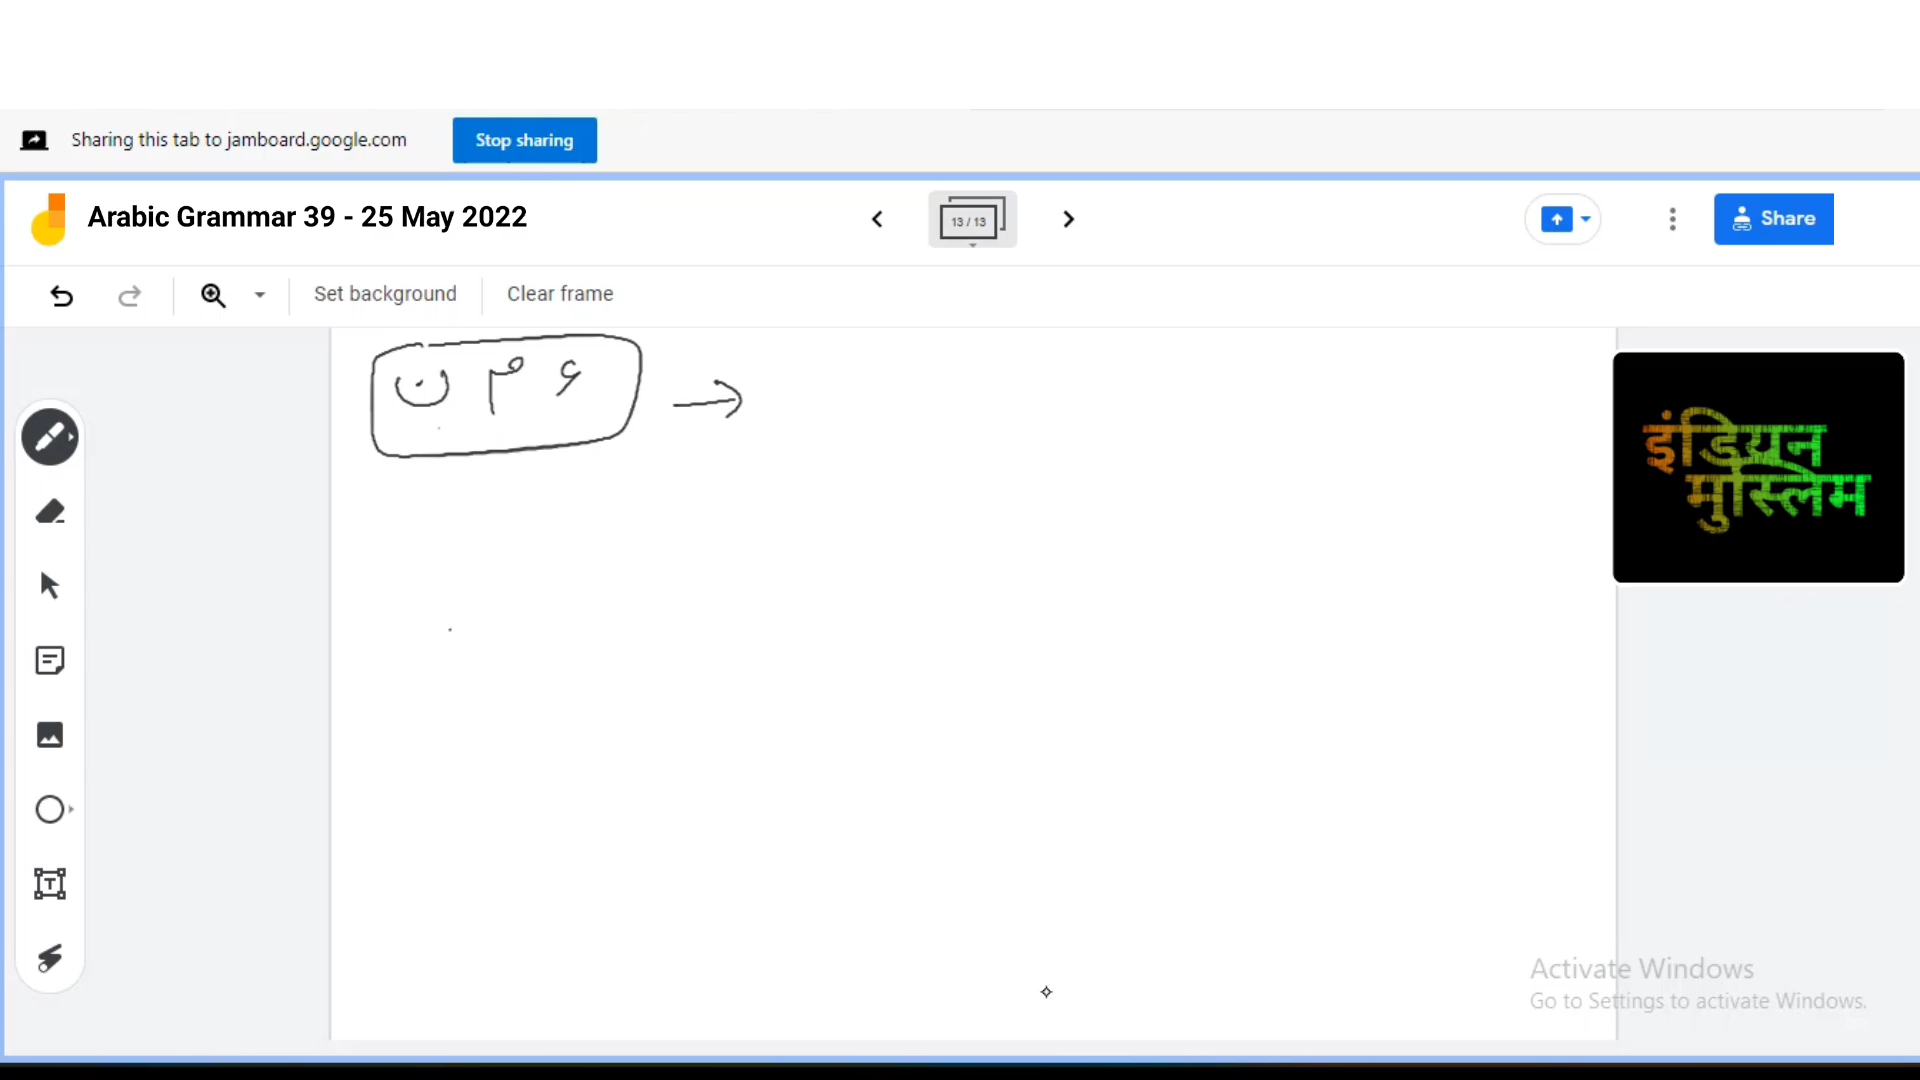 Sharing this tab to jamboard.google.com
Stop sharing
Arabic Grammar 39 - 25 May 2022
13 / 13
Share
Set background
Clear frame
ء م ن
इंडियन
मुस्लिम
Activate Windows
Go to Settings to activate Windows.